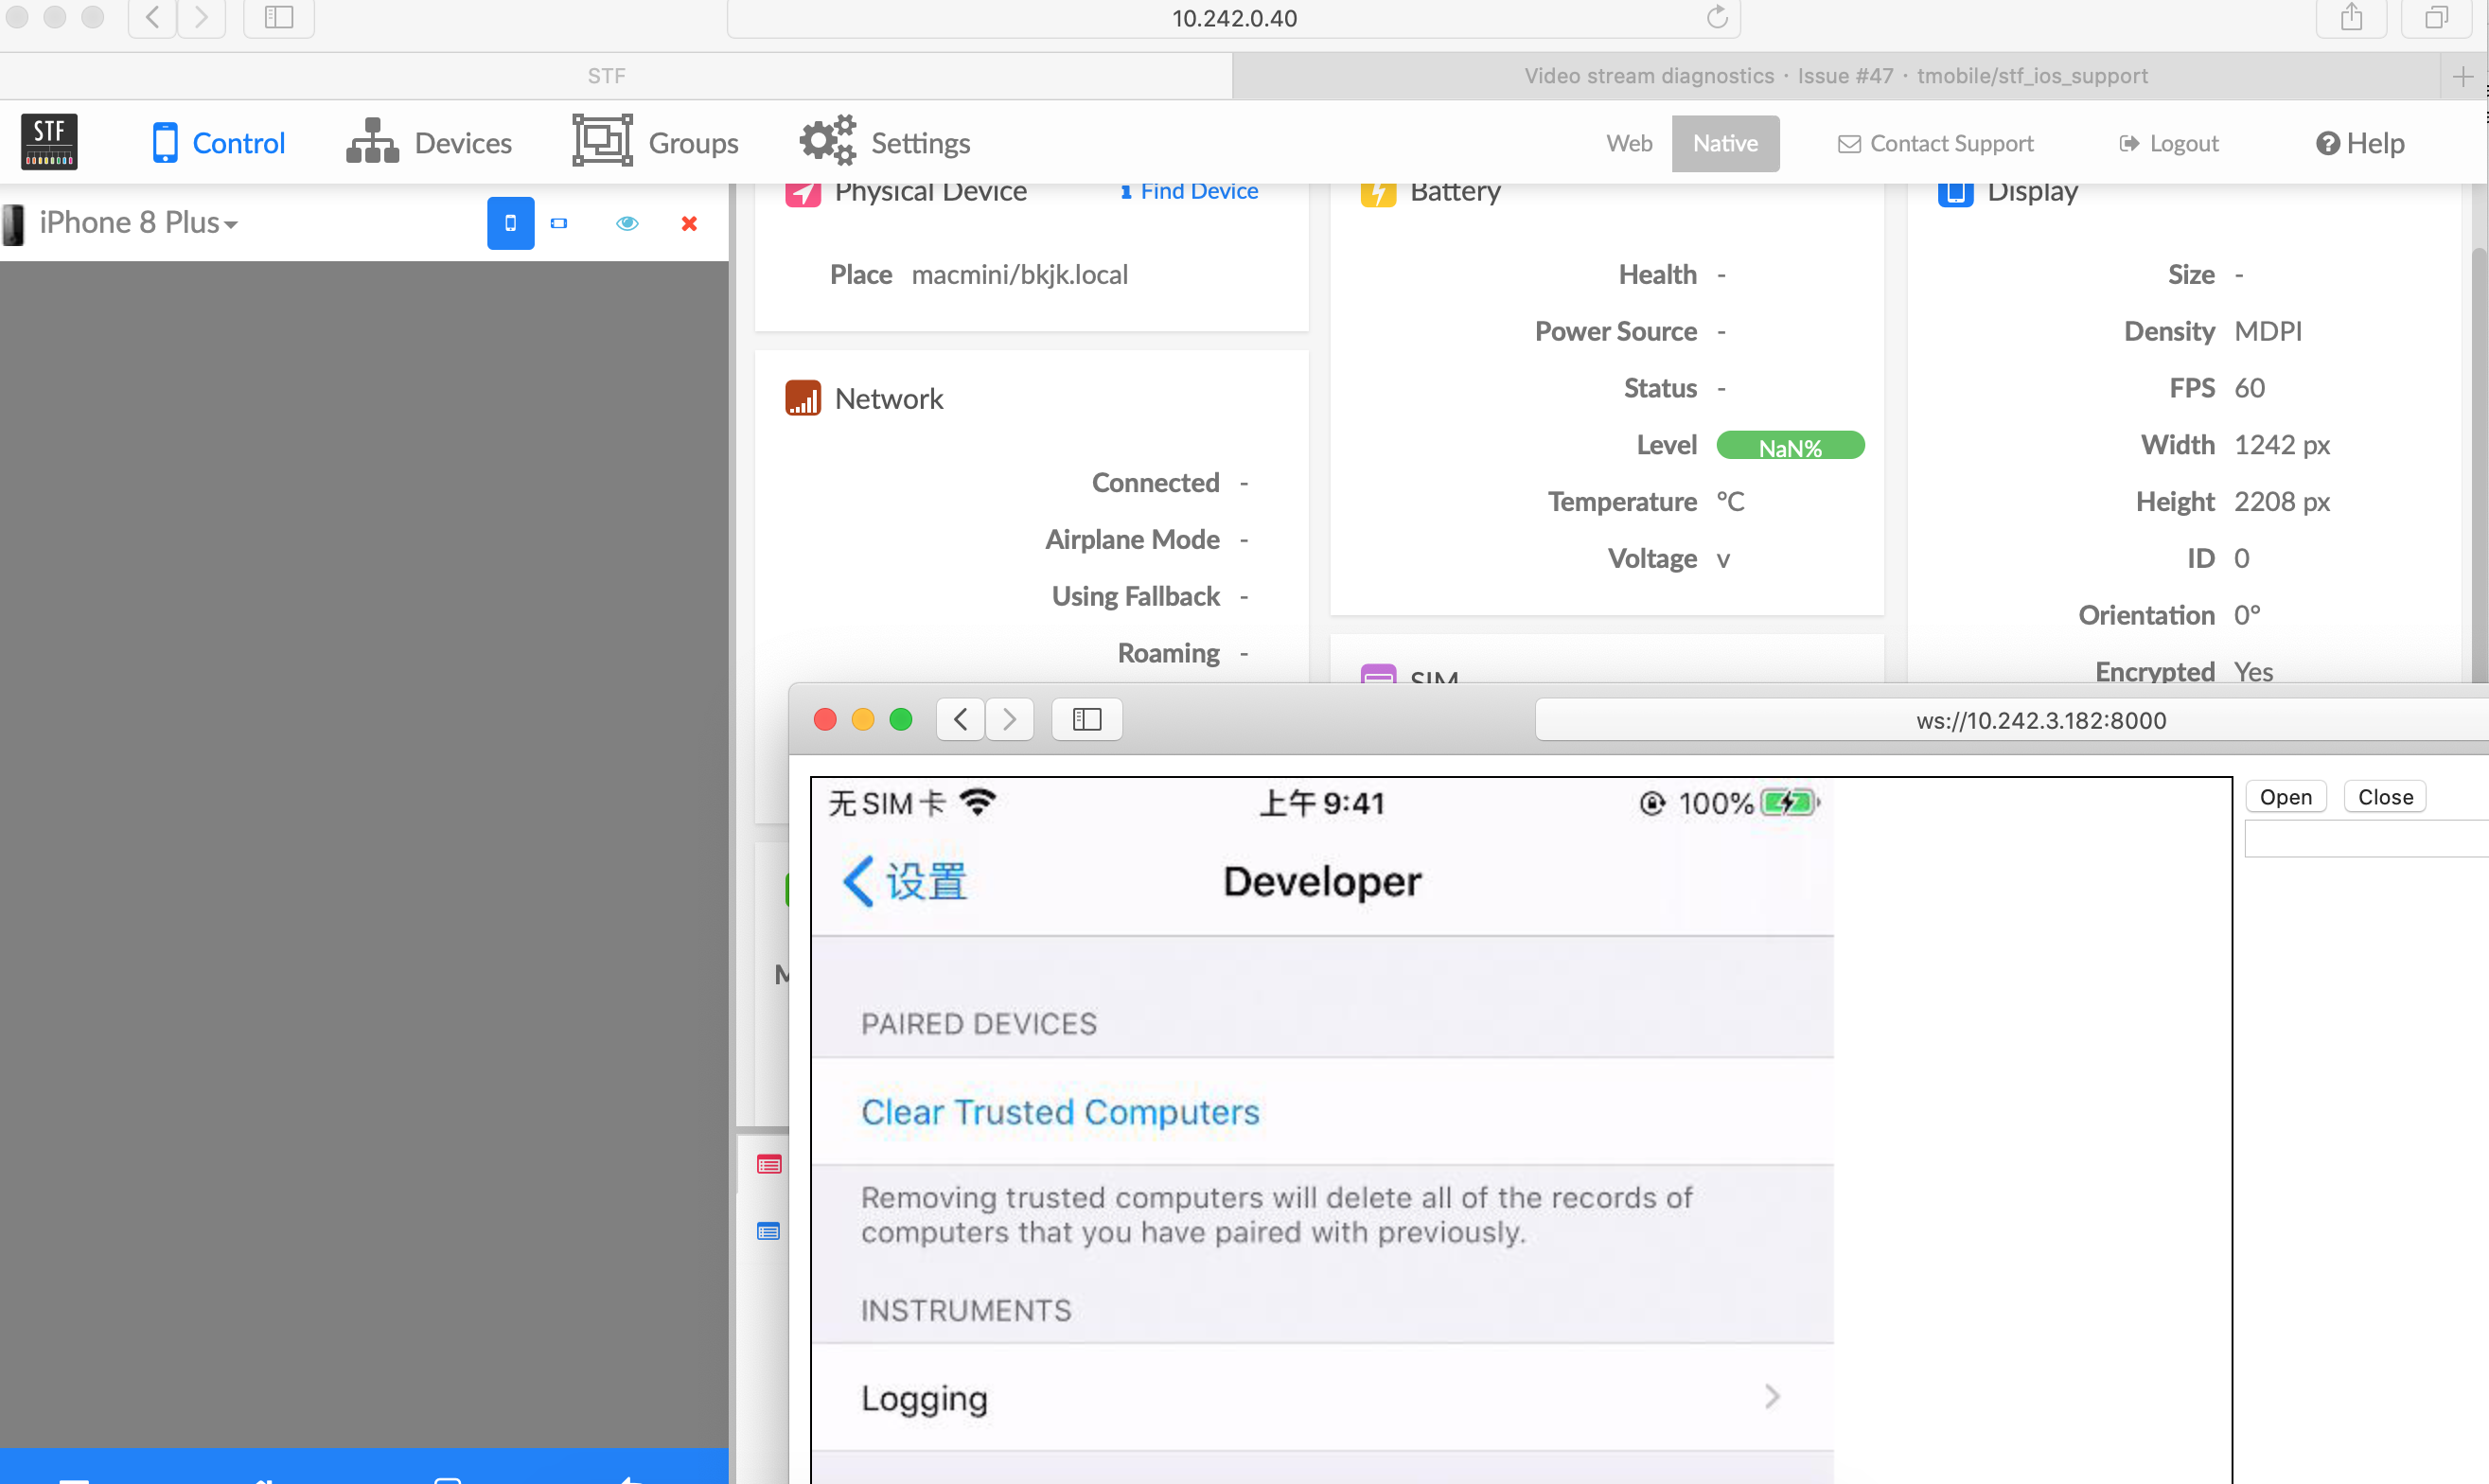 10.242.0.40
STF
Video stream diagnostics · Issue #47 · tmobile/stf_ios_support
STF
Control
Devices
Groups
Settings
Web
Native
Contact Support
Logout
Help
iPhone 8 Plus
Physical Device
Find Device
Place macmini/bkjk.local
Network
Connected -
Airplane Mode -
Using Fallback -
Roaming -
Battery
Health -
Power Source -
Status -
Level NaN%
Temperature °C
Voltage v
SIM
Display
Size -
Density MDPI
FPS 60
Width 1242 px
Height 2208 px
ID 0
Orientation 0°
Encrypted Yes
ws://10.242.3.182:8000
无SIM卡
上午9:41
100%
设置
Developer
PAIRED DEVICES
Clear Trusted Computers
Removing trusted computers will delete all of the records of
computers that you have paired with previously.
INSTRUMENTS
Logging
Open
Close